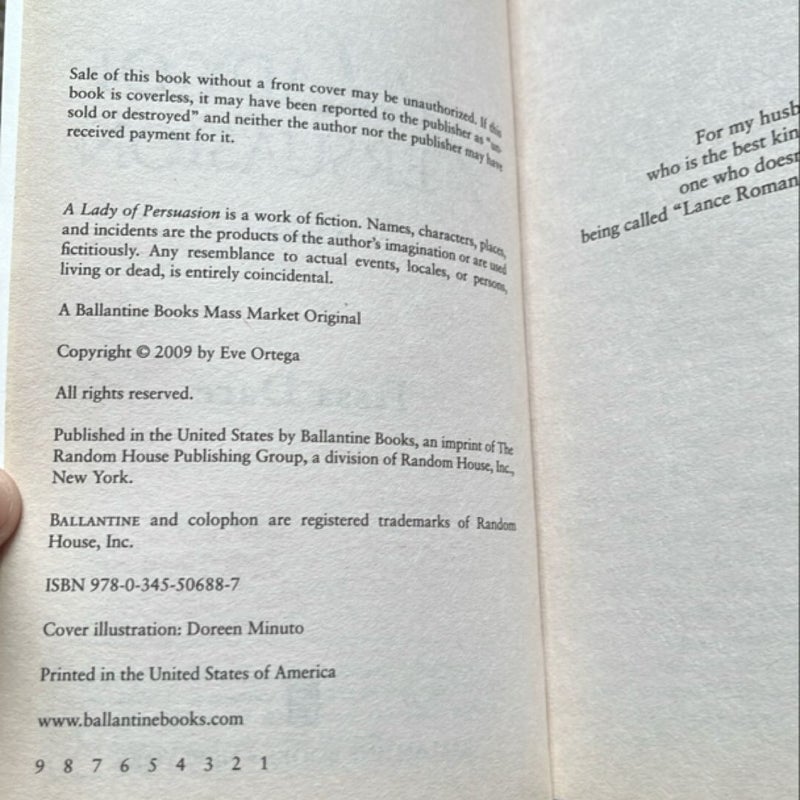 Sale of this book without a front cover may be unauthorized. If this
book is coverless, it may have been reported to the publisher as "un-
sold or destroyed" and neither the author nor the publisher may have
received payment for it.
A Lady of Persuasion is a work of fiction. Names, characters, places,
and incidents are the products of the author's imagination or are used
fictitiously. Any resemblance to actual events, locales, or persons,
living or dead, is entirely coincidental.
A Ballantine Books Mass Market Original
Copyright © 2009 by Eve Ortega
All rights reserved.
Published in the United States by Ballantine Books, an imprint of The
Random House Publishing Group, a division of Random House, Inc.,
New York.
BALLANTINE and colophon are registered trademarks of Random
House, Inc.
ISBN 978-0-345-50688-7
Cover illustration: Doreen Minuto
Printed in the United States of America
www.ballantinebooks.com
9 8 7 6 5 4 3 2 1
For my husb
who is the best kin
one who doesn
being called "Lance Roman